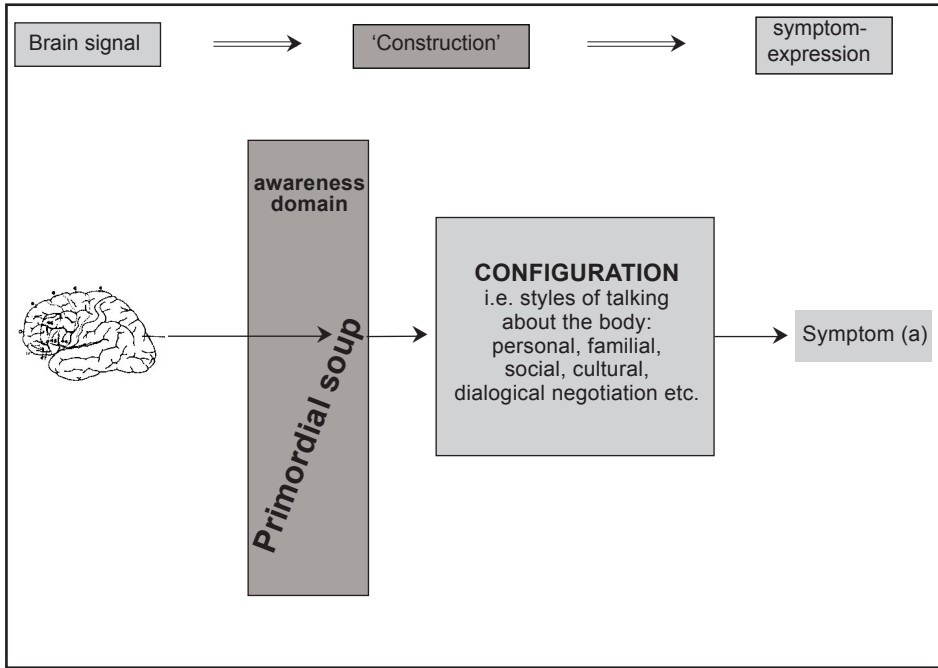 Brain signal
‘Construction’
symptom-
expression
awareness
domain
Primordial soup
CONFIGURATION
i.e. styles of talking
about the body:
personal, familial,
social, cultural,
dialogical negotiation etc.
Symptom (a)